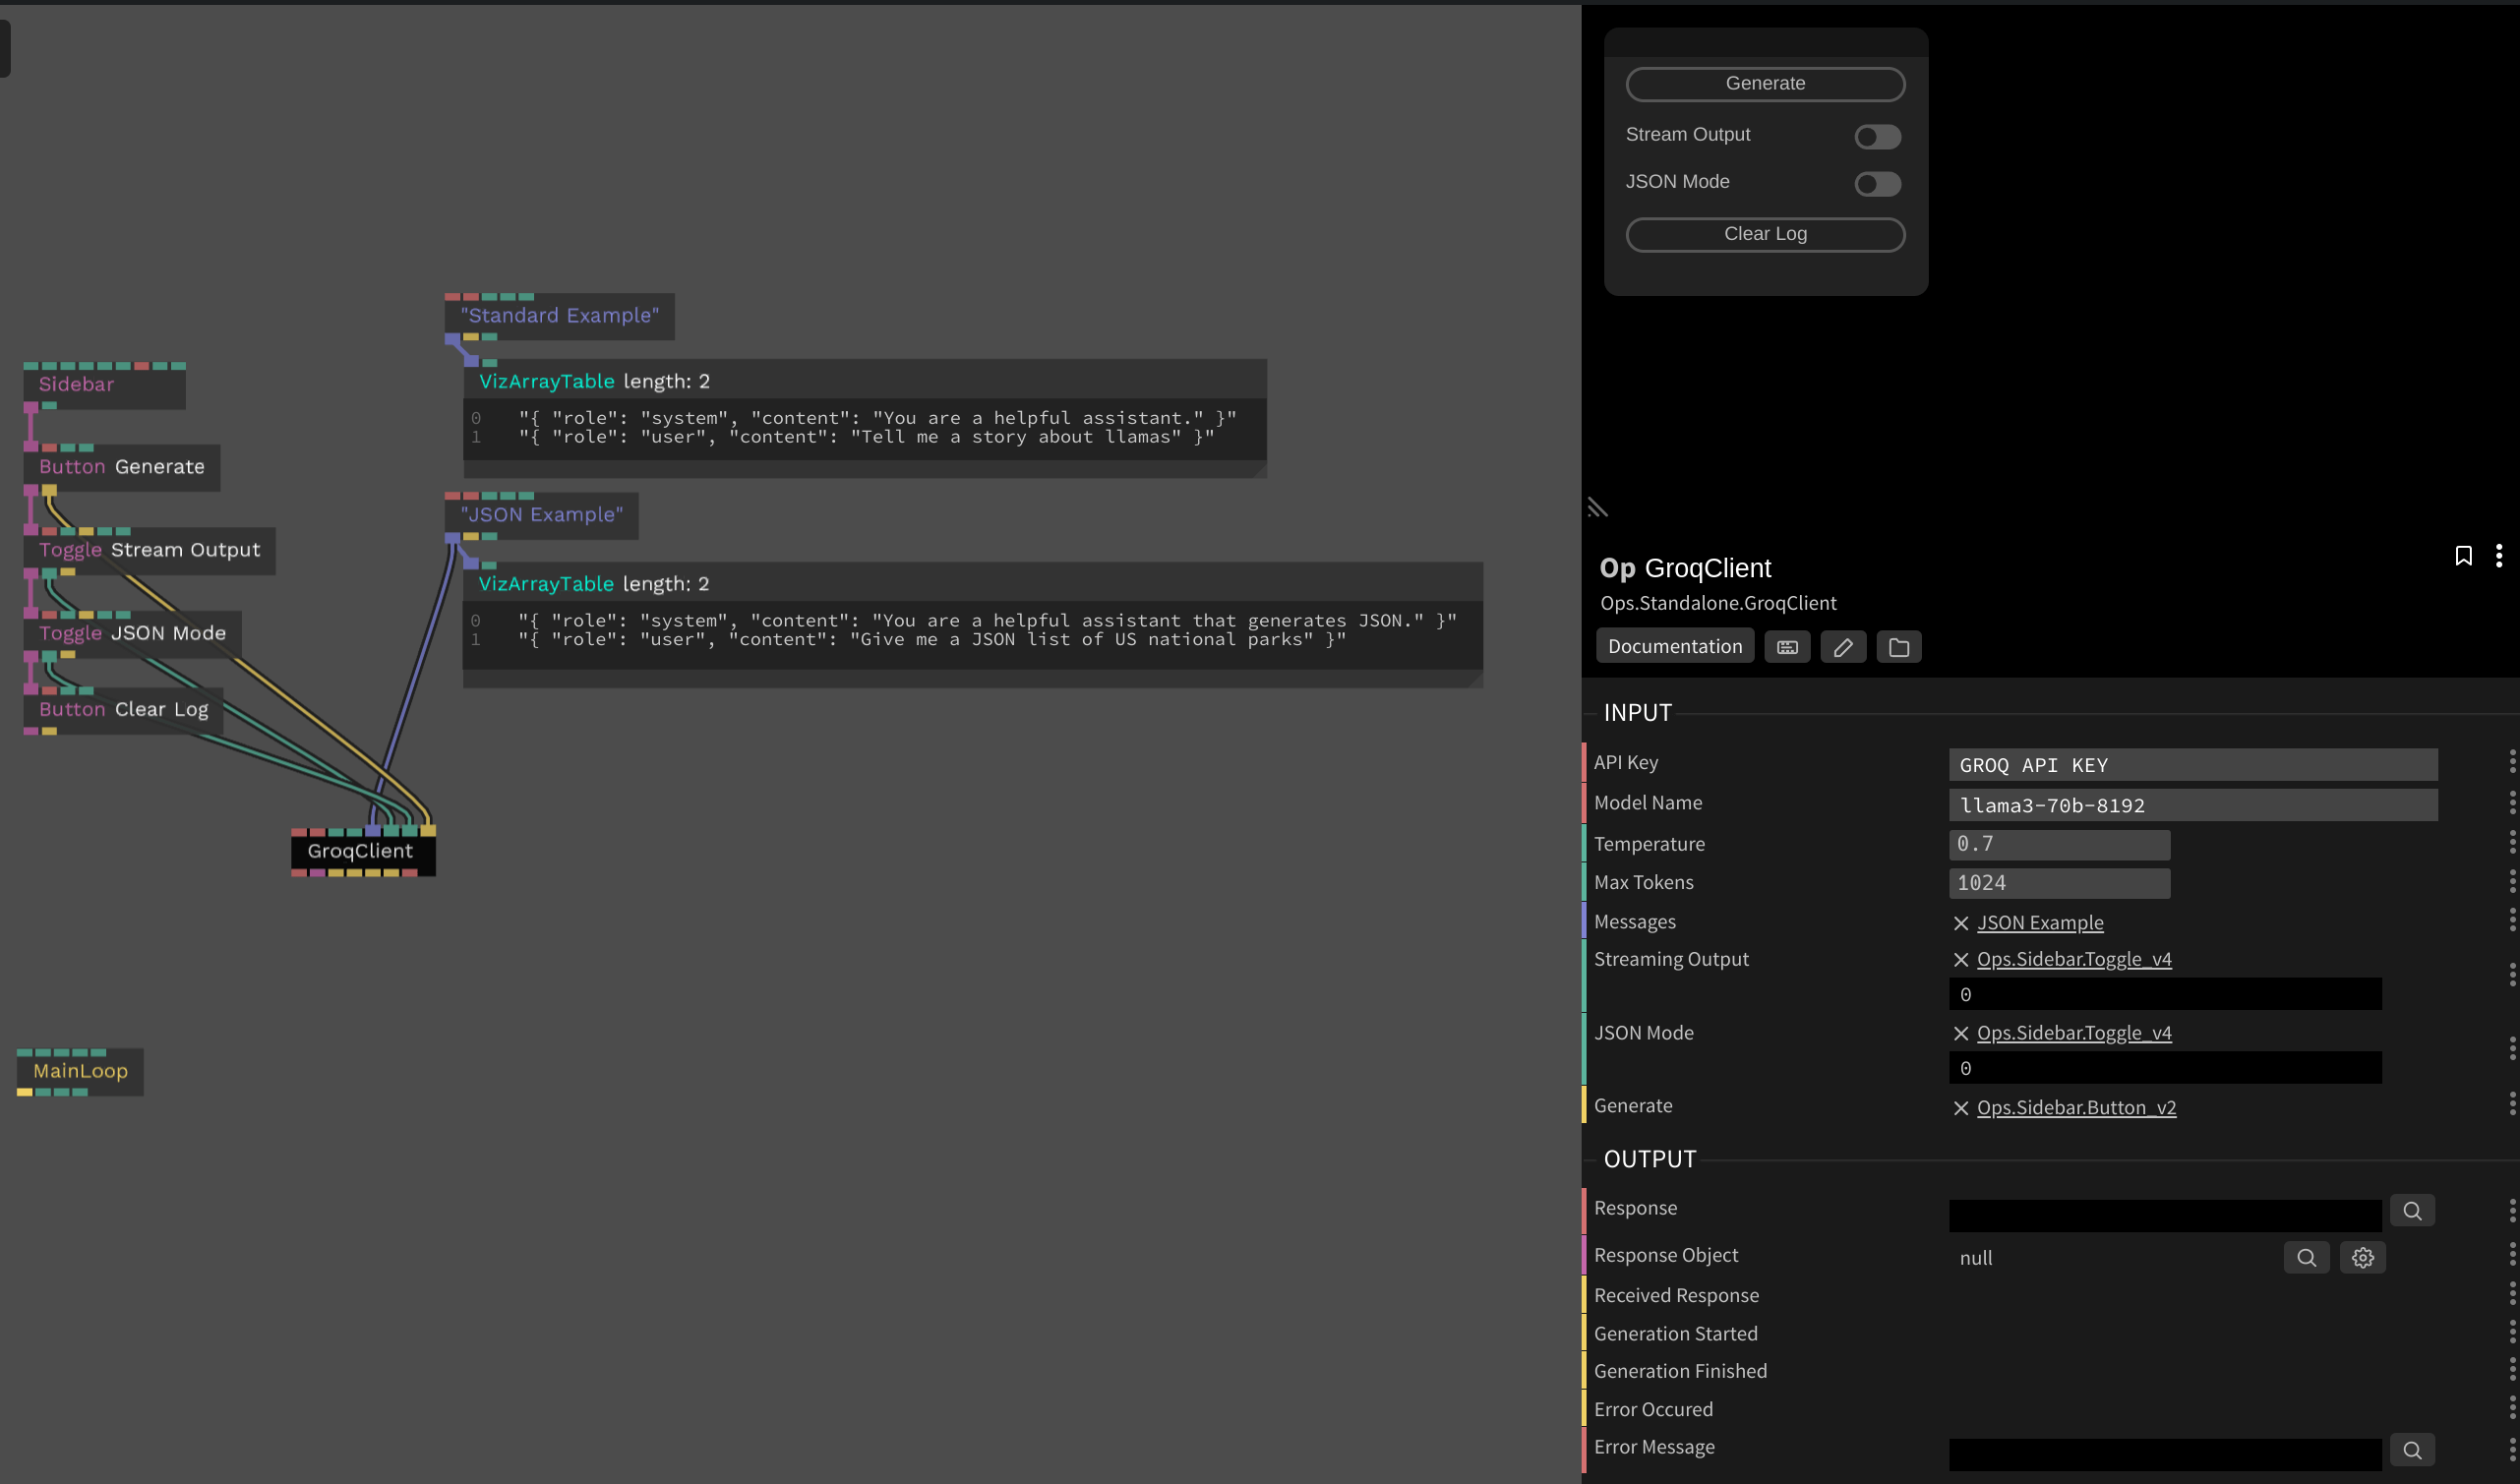 "Standard Example"
VizArrayTable length: 2
0 "{ "role": "system", "content": "You are a helpful assistant." }"
1 "{ "role": "user", "content": "Tell me a story about llamas" }"
"JSON Example"
VizArrayTable length: 2
0 "{ "role": "system", "content": "You are a helpful assistant that generates JSON." }"
1 "{ "role": "user", "content": "Give me a JSON list of US national parks" }"
Sidebar
Button Generate
Toggle Stream Output
Toggle JSON Mode
Button Clear Log
GroqClient
MainLoop
Generate
Stream Output
JSON Mode
Clear Log
Op GroqClient
Ops.Standalone.GroqClient
Documentation
INPUT
API Key GROQ API KEY
Model Name llama3-70b-8192
Temperature 0.7
Max Tokens 1024
Messages JSON Example
Streaming Output Ops.Sidebar.Toggle_v4
0
JSON Mode Ops.Sidebar.Toggle_v4
0
Generate Ops.Sidebar.Button_v2
OUTPUT
Response
Response Object null
Received Response
Generation Started
Generation Finished
Error Occured
Error Message